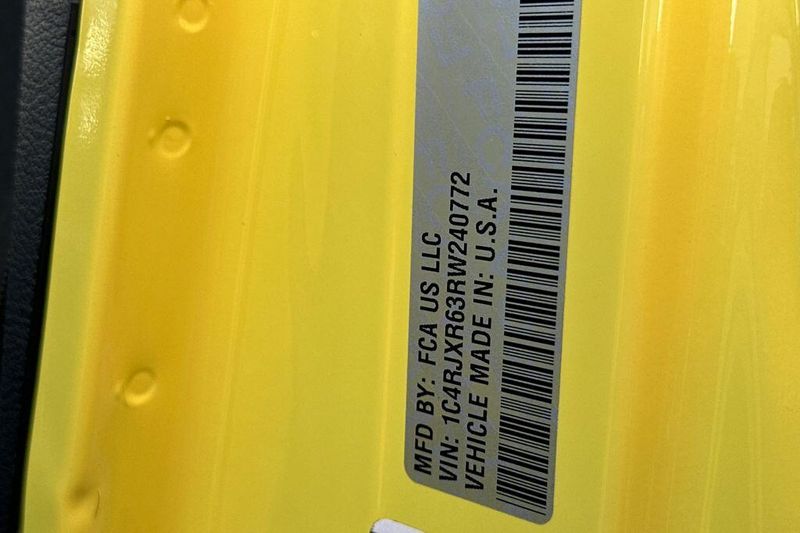 MFD BY: FCA US LLC
VIN: 1C4RJXR63RW240772
VEHICLE MADE IN: U.S.A.